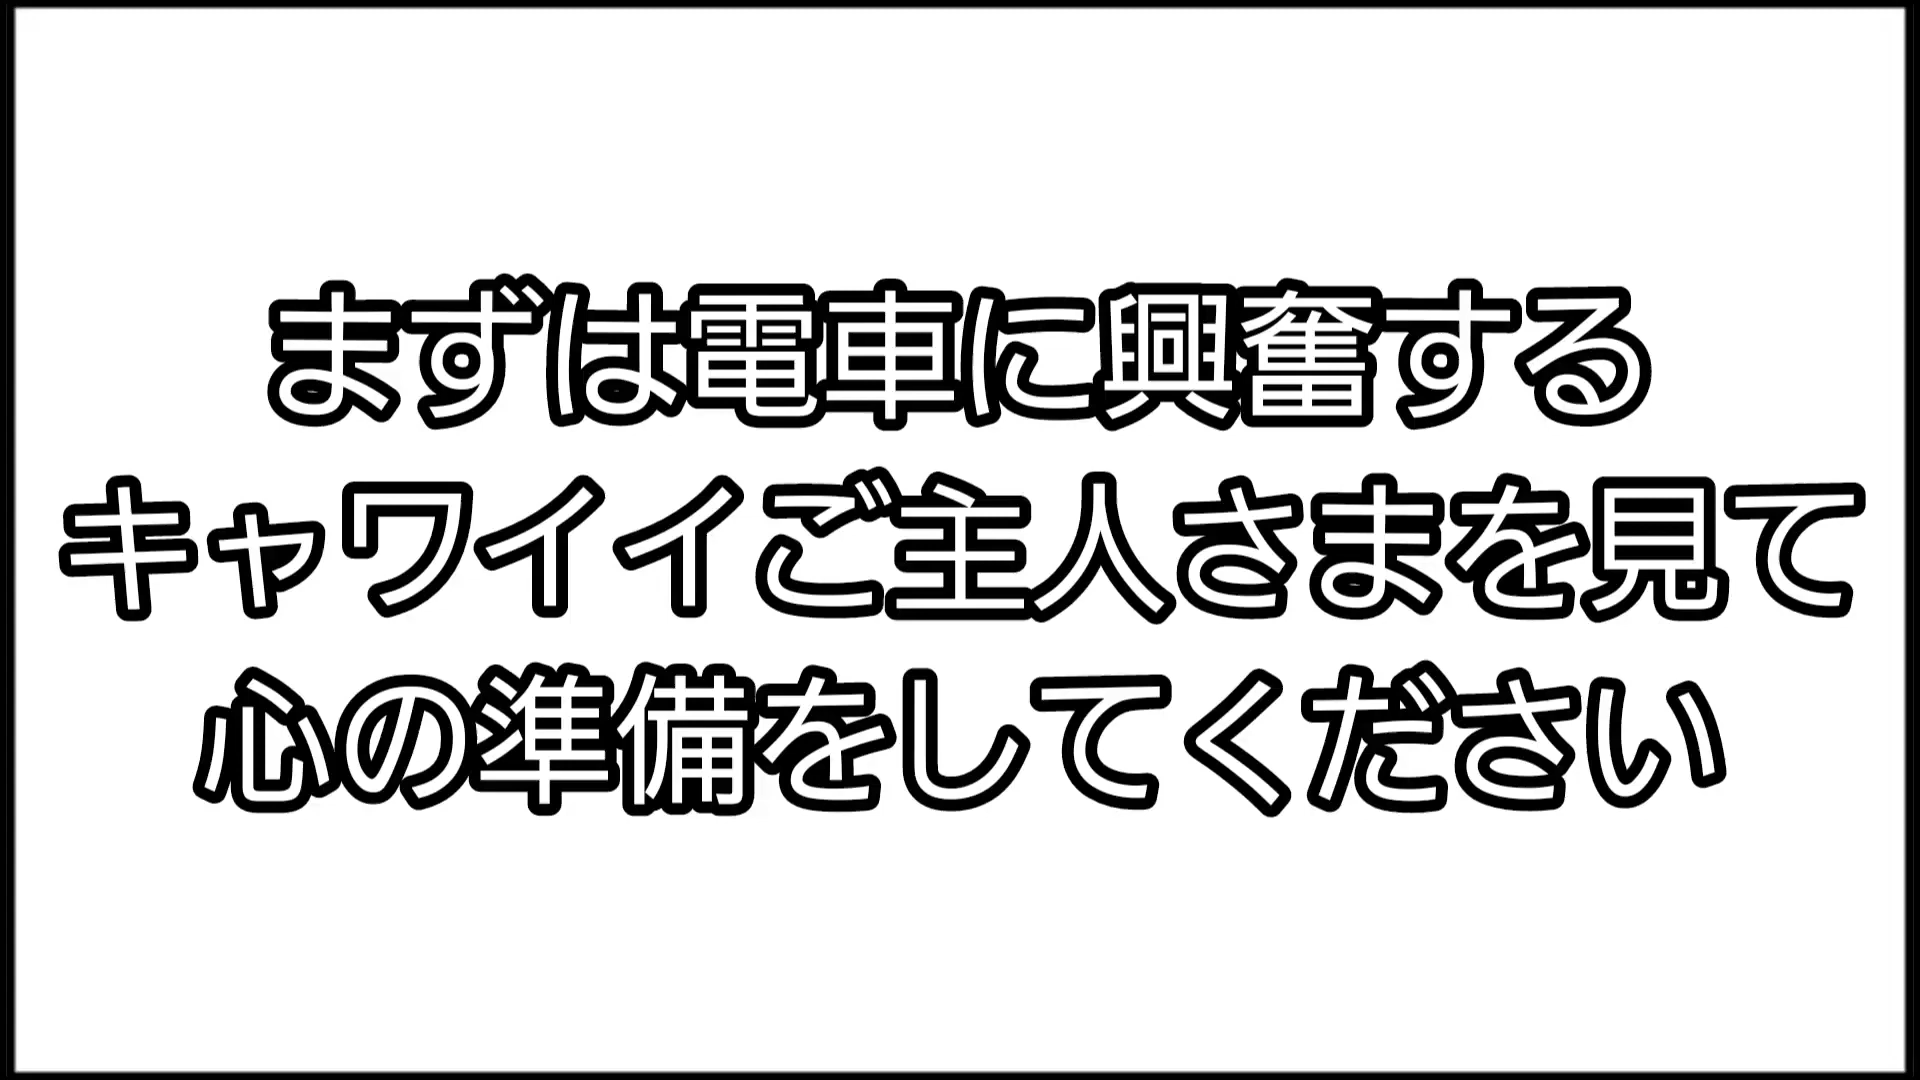 まずは電車に興奮する
キャワイイご主人さまを見て
心の準備をしてください